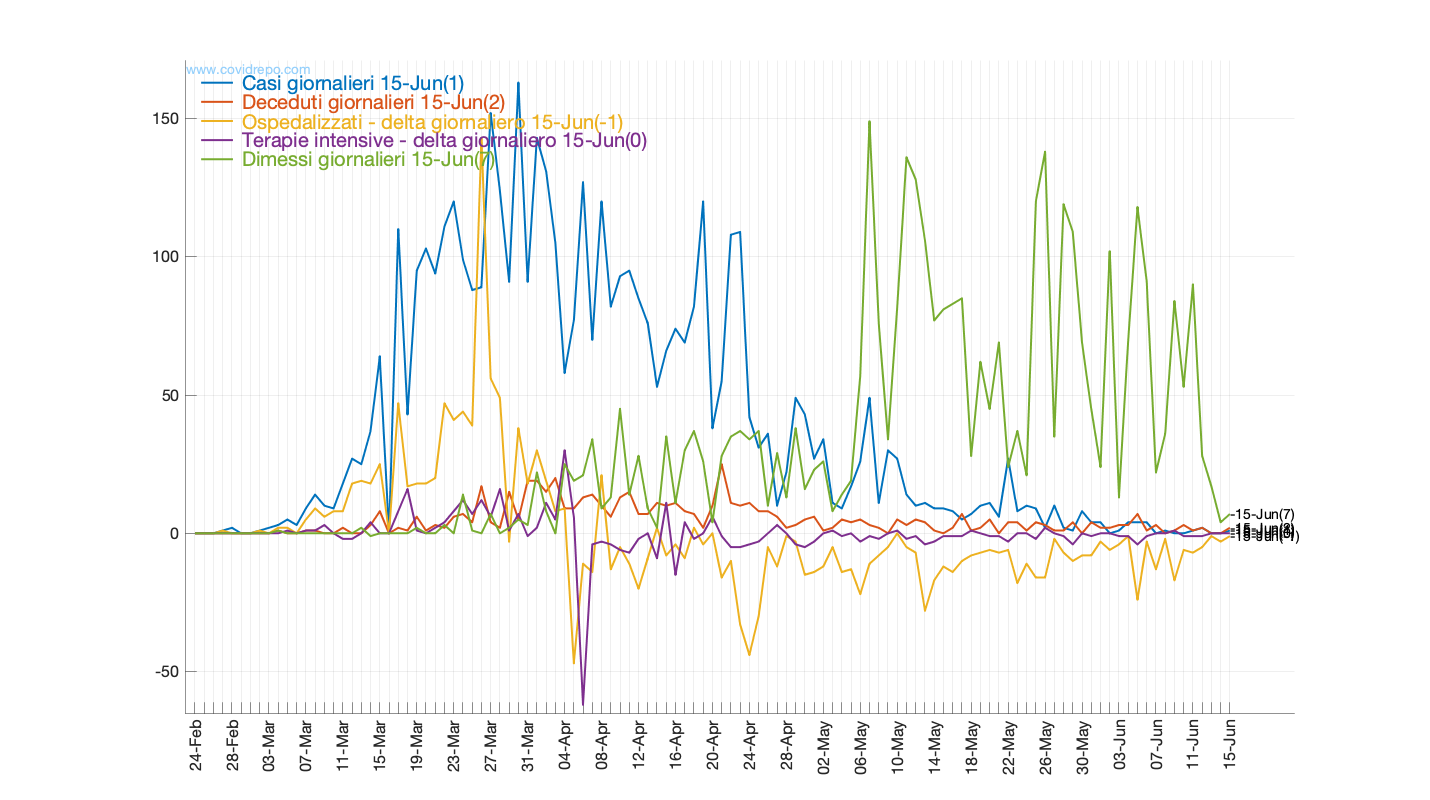 www.covidrepo.com
Casi giornalieri 15-Jun(1)
Deceduti giornalieri 15-Jun(2)
Ospedalizzati - delta giornaliero 15-Jun(-1)
Terapie intensive - delta giornaliero 15-Jun(0)
Dimessi giornalieri 15-Jun(7)
150
100
50
0
-50
-15-Jun(7)
24-Feb
28-Feb
03-Mar
07-Mar
11-Mar
15-Mar
19-Mar
23-Mar
27-Mar
31-Mar
04-Apr
08-Apr
12-Apr
16-Apr
20-Apr
24-Apr
28-Apr
02-May
06-May
10-May
14-May
18-May
22-May
26-May
30-May
03-Jun
07-Jun
11-Jun
15-Jun